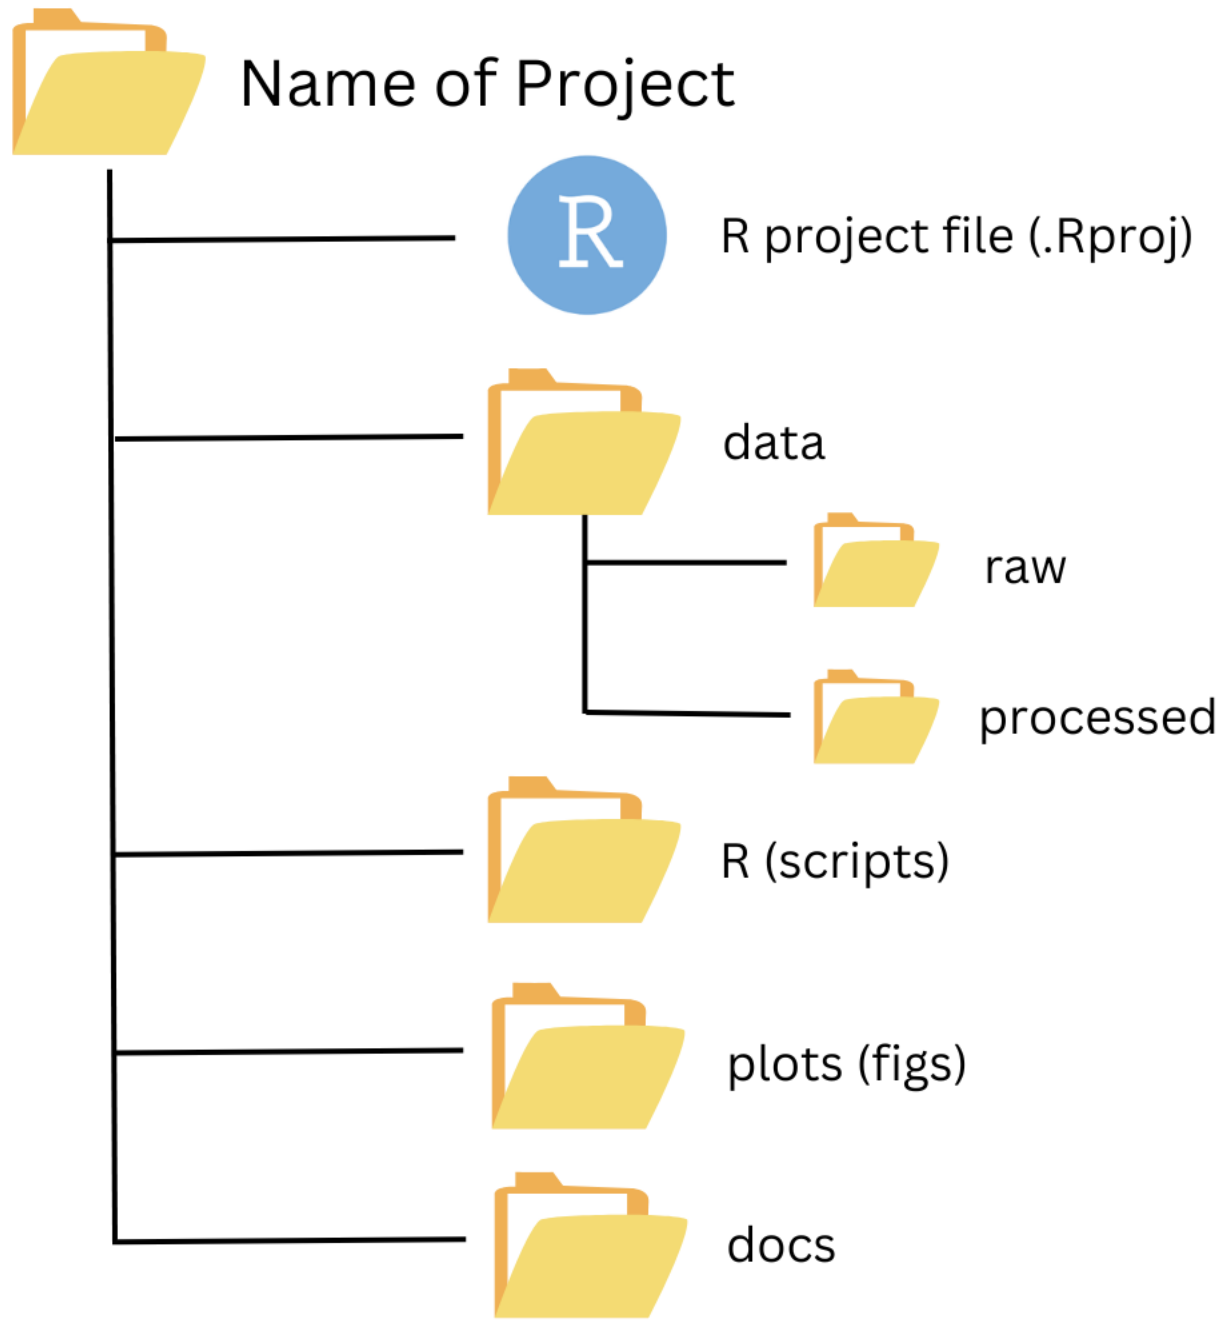 Name of Project
R
R project file (.Rproj)
data
raw
processed
R (scripts)
plots (figs)
docs